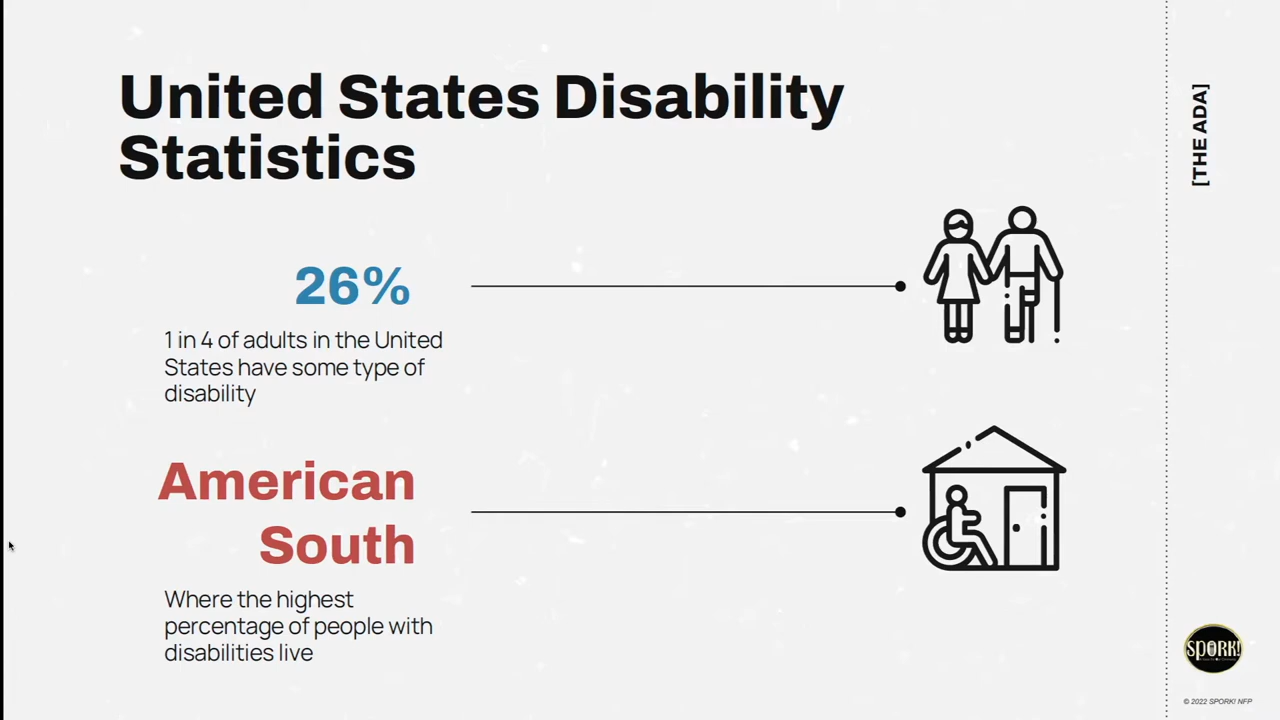 United States Disability
Statistics
[THE ADA]
26%
1 in 4 of adults in the United
States have some type of
disability
American
South
Where the highest
percentage of people with
disabilities live
SPORK!
© 2022 SPORK! NFP